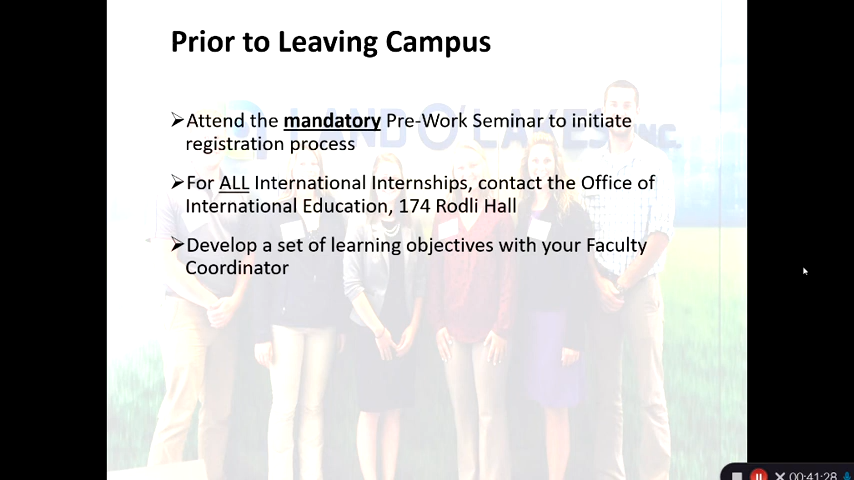 Prior to Leaving Campus
LAND O'LAKES INC.
➢Attend the mandatory Pre-Work Seminar to initiate
registration process
➢For ALL International Internships, contact the Office of
International Education, 174 Rodli Hall
➢Develop a set of learning objectives with your Faculty
Coordinator
00:41:28